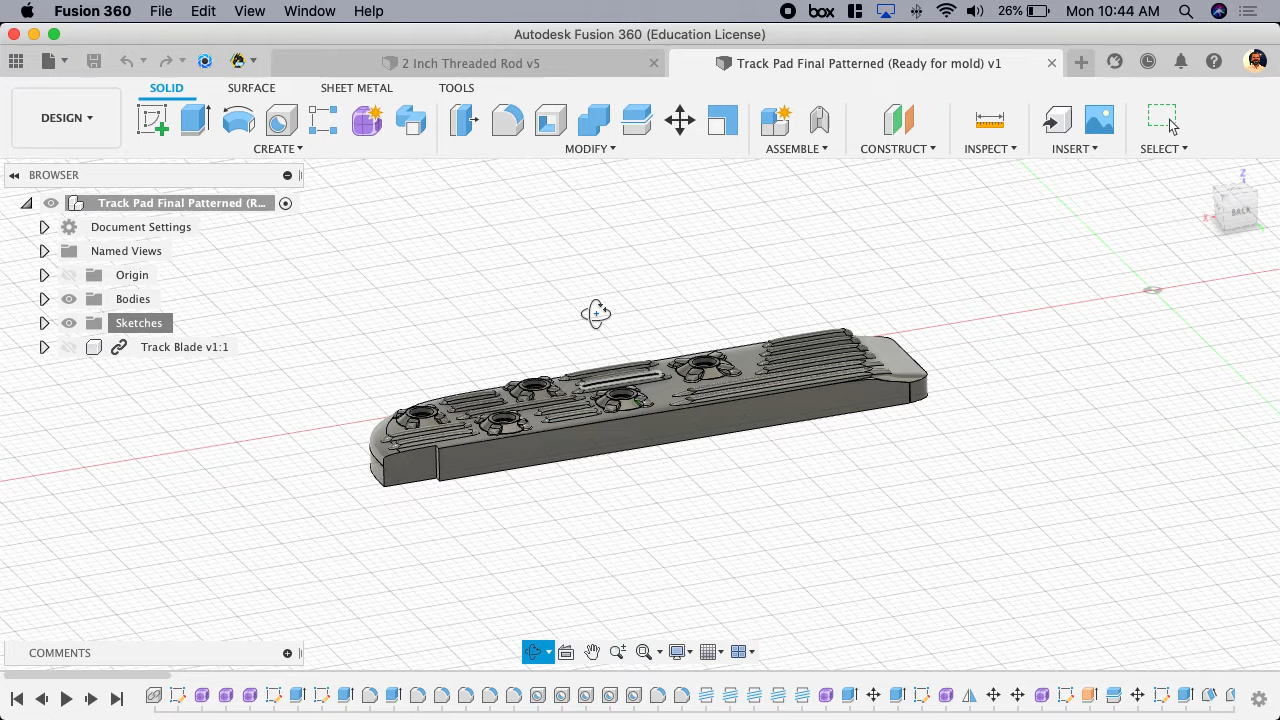 Fusion 360 File Edit View Window Help box 26% Mon 10:44 AM
Autodesk Fusion 360 (Education License)
2 Inch Threaded Rod v5 Track Pad Final Patterned (Ready for mold) v1
SOLID SURFACE SHEET METAL TOOLS
DESIGN
CREATE MODIFY ASSEMBLE CONSTRUCT INSPECT INSERT SELECT
BROWSER
Track Pad Final Patterned (R...
Document Settings
Named Views
Origin
Bodies
Sketches
Track Blade v1:1
Z
BACK
X
COMMENTS